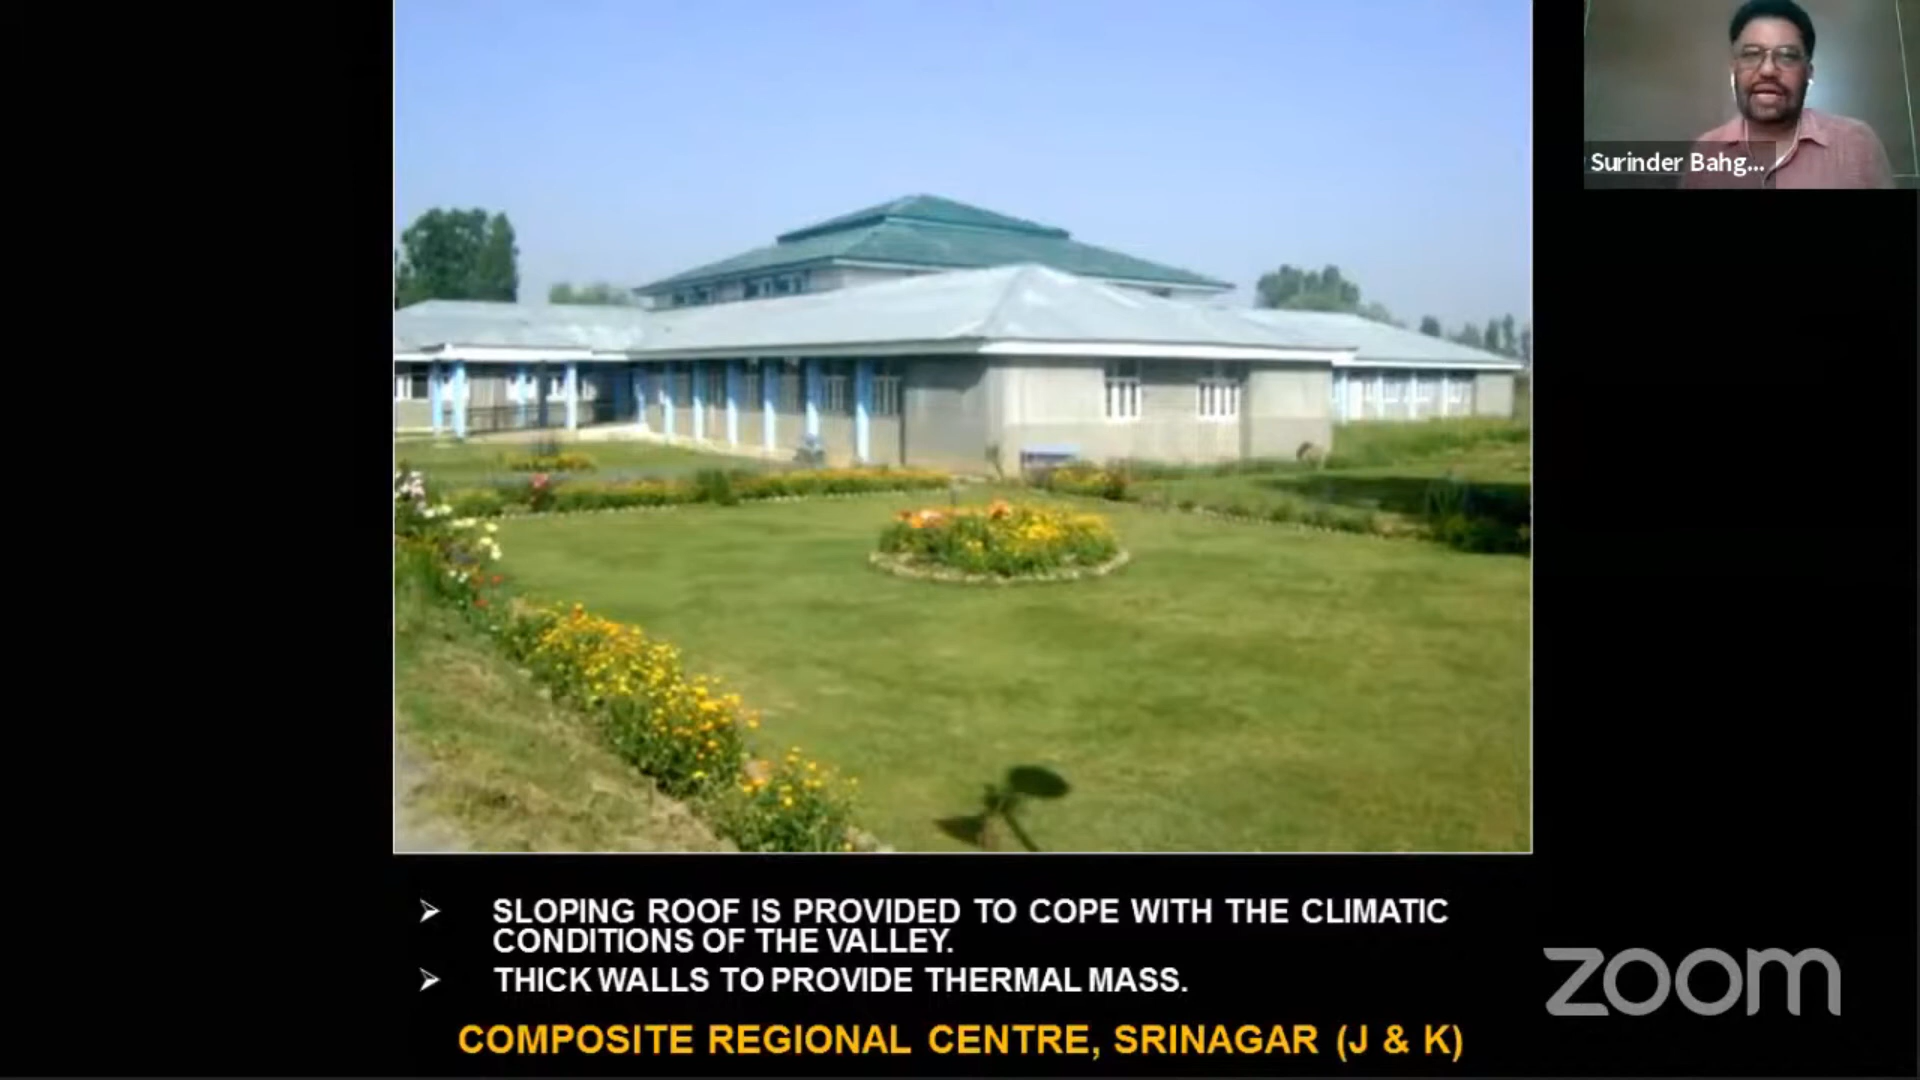 Surinder Bahg...
➤ SLOPING ROOF IS PROVIDED TO COPE WITH THE CLIMATIC
CONDITIONS OF THE VALLEY.
➤ THICK WALLS TO PROVIDE THERMAL MASS.
zoom
COMPOSITE REGIONAL CENTRE, SRINAGAR (J & K)